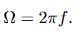 Ω = 2πf.